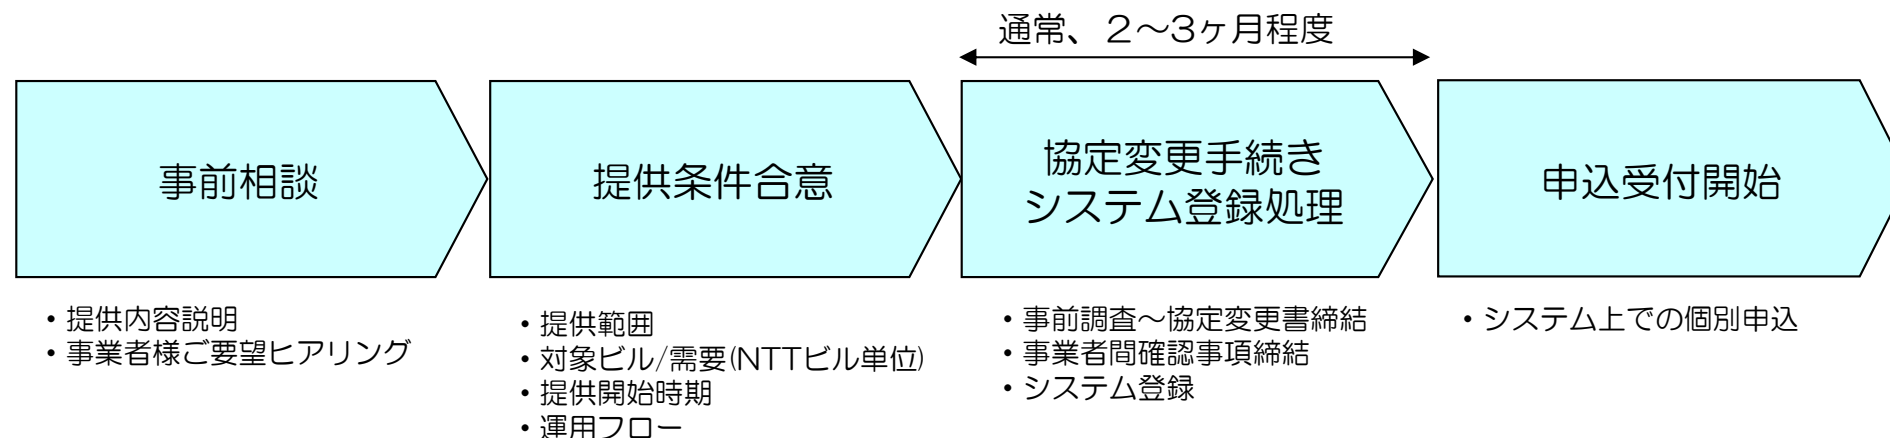 通常、２～３ヶ月程度
事前相談
提供条件合意
協定変更手続き
システム登録処理
申込受付開始
・提供内容説明
・事業者様ご要望ヒアリング
・提供範囲
・対象ビル/需要(NTTビル単位)
・提供開始時期
・運用フロー
・事前調査～協定変更書締結
・事業者間確認事項締結
・システム登録
・システム上での個別申込